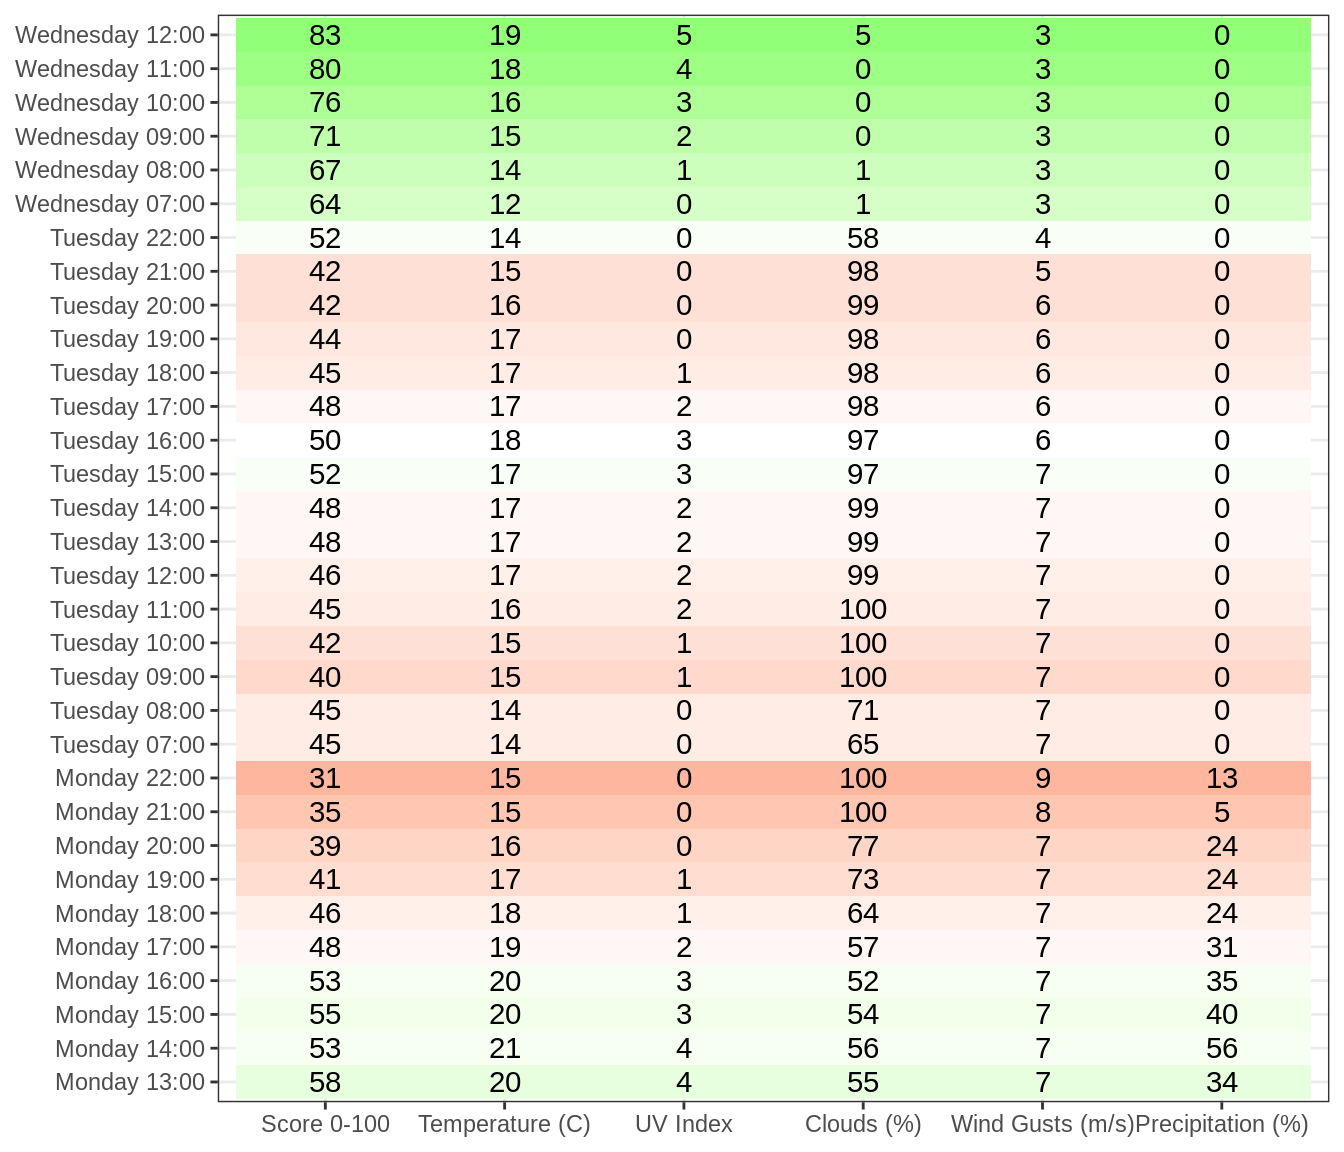 Wednesday 12:00 83 19 5 5 3 0
Wednesday 11:00 80 18 4 0 3 0
Wednesday 10:00 76 16 3 0 3 0
Wednesday 09:00 71 15 2 0 3 0
Wednesday 08:00 67 14 1 1 3 0
Wednesday 07:00 64 12 0 1 3 0
Tuesday 22:00 52 14 0 58 4 0
Tuesday 21:00 42 15 0 98 5 0
Tuesday 20:00 42 16 0 99 6 0
Tuesday 19:00 44 17 0 98 6 0
Tuesday 18:00 45 17 1 98 6 0
Tuesday 17:00 48 17 2 98 6 0
Tuesday 16:00 50 18 3 97 6 0
Tuesday 15:00 52 17 3 97 7 0
Tuesday 14:00 48 17 2 99 7 0
Tuesday 13:00 48 17 2 99 7 0
Tuesday 12:00 46 17 2 99 7 0
Tuesday 11:00 45 16 2 100 7 0
Tuesday 10:00 42 15 1 100 7 0
Tuesday 09:00 40 15 1 100 7 0
Tuesday 08:00 45 14 0 71 7 0
Tuesday 07:00 45 14 0 65 7 0
Monday 22:00 31 15 0 100 9 13
Monday 21:00 35 15 0 100 8 5
Monday 20:00 39 16 0 77 7 24
Monday 19:00 41 17 1 73 7 24
Monday 18:00 46 18 1 64 7 24
Monday 17:00 48 19 2 57 7 31
Monday 16:00 53 20 3 52 7 35
Monday 15:00 55 20 3 54 7 40
Monday 14:00 53 21 4 56 7 56
Monday 13:00 58 20 4 55 7 34
Score 0-100 Temperature (C) UV Index Clouds (%) Wind Gusts (m/s) Precipitation (%)